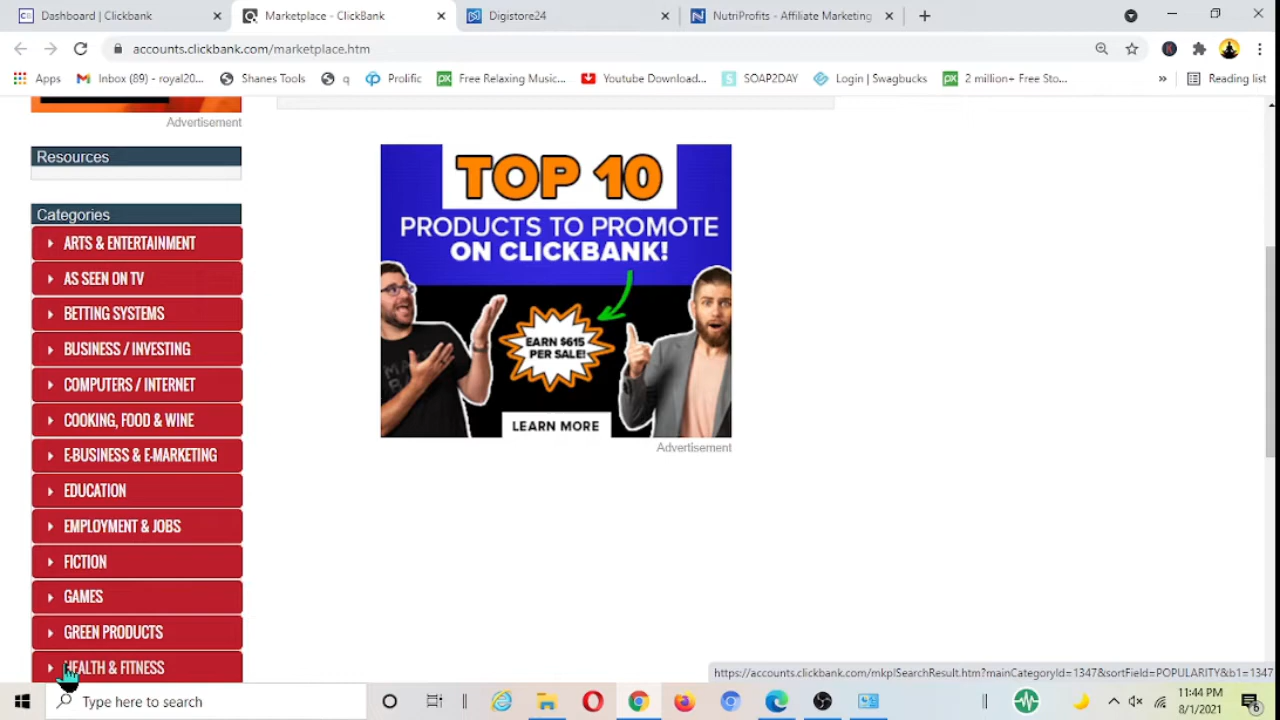 Dashboard | Clickbank
Marketplace - ClickBank
Digistore24
NutriProfits - Affiliate Marketing
accounts.clickbank.com/marketplace.htm
Apps
Inbox (89) - royal20...
Shanes Tools
q
Prolific
Free Relaxing Music...
Youtube Download...
SOAP2DAY
Login | Swagbucks
2 million+ Free Sto...
»
Reading list
Advertisement
Resources
Categories
ARTS & ENTERTAINMENT
AS SEEN ON TV
BETTING SYSTEMS
BUSINESS / INVESTING
COMPUTERS / INTERNET
COOKING, FOOD & WINE
E-BUSINESS & E-MARKETING
EDUCATION
EMPLOYMENT & JOBS
FICTION
GAMES
GREEN PRODUCTS
HEALTH & FITNESS
TOP 10
PRODUCTS TO PROMOTE
ON CLICKBANK!
EARN $615
PER SALE!
LEARN MORE
Advertisement
https://accounts.clickbank.com/mkplSearchResult.htm?mainCategoryId=1347&sortField=POPULARITY&b1=1347
Type here to search
11:44 PM
8/1/2021